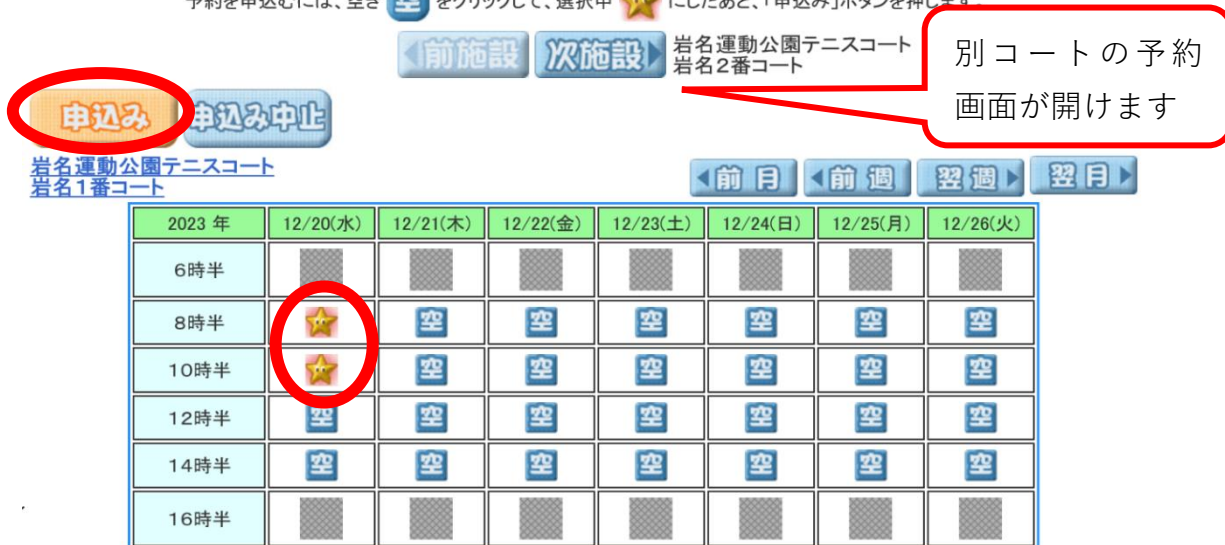 予約を申込むには、空き 空 をクリックして、選択中 にしたあと、「申込み」ボタンを押します。
前施設 次施設 岩名運動公園テニスコート
岩名2番コート
別コートの予約
画面が開けます
申込み 申込み中止
岩名運動公園テニスコート
岩名1番コート
前月 前週 翌週 翌月
2023 年 12/20(水) 12/21(木) 12/22(金) 12/23(土) 12/24(日) 12/25(月) 12/26(火)
6時半
8時半 空 空 空 空 空 空
10時半 空 空 空 空 空 空
12時半 空 空 空 空 空 空 空
14時半 空 空 空 空 空 空 空
16時半